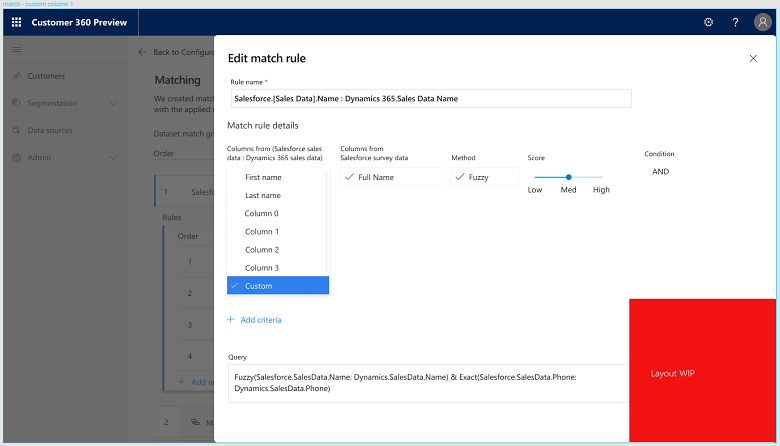 match - custom column 1
Customer 360 Preview
?
Back to Configura
Customers
Segmentation
Data sources
Admin
Matching
We created match
with the applied
Dataset match gr
Order
1
Salesfo
Rules
Order
1
2
3
4
+ Add ne
2
Ma
Edit match rule
Rule name *
Salesforce.[Sales Data].Name : Dynamics 365.Sales Data Name
Match rule details
Columns from (Salesforce sales
data : Dynamics 365 sales data)
First name
Last name
Column 0
Column 1
Column 2
Column 3
Custom
Columns from
Salesforce survey data
Full Name
Method
Fuzzy
Score
Low Med High
Condition
AND
+ Add criteria
Query
Fuzzy(Salesforce.SalesData.Name: Dynamics.SalesData.Name) & Exact(Salesforce.SalesData.Phone:
Dynamics.SalesData.Phone)
Layout WIP